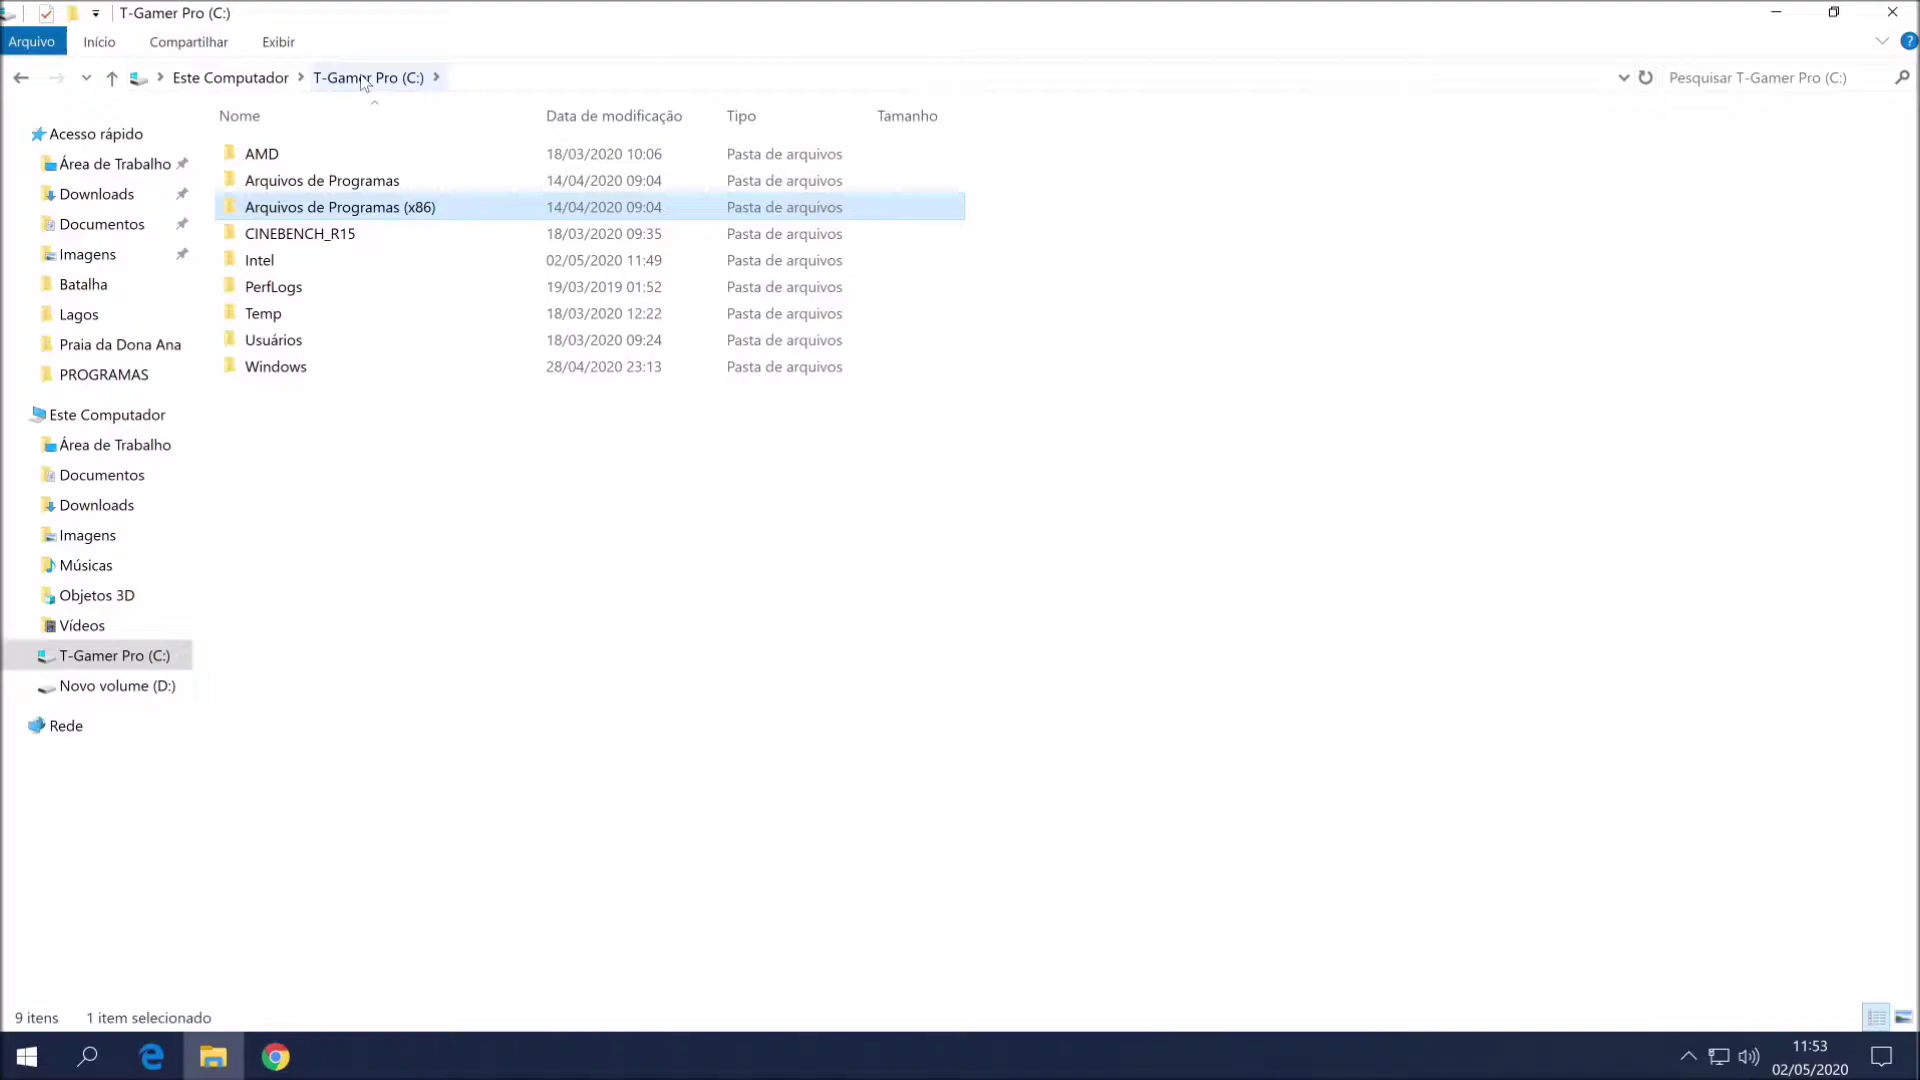 T-Gamer Pro (C:)
Arquivo Início Compartilhar Exibir
Este Computador T-Gamer Pro (C:) Pesquisar T-Gamer Pro (C:)
Nome Data de modificação Tipo Tamanho
AMD 18/03/2020 10:06 Pasta de arquivos
Arquivos de Programas 14/04/2020 09:04 Pasta de arquivos
Arquivos de Programas (x86) 14/04/2020 09:04 Pasta de arquivos
CINEBENCH_R15 18/03/2020 09:35 Pasta de arquivos
Intel 02/05/2020 11:49 Pasta de arquivos
PerfLogs 19/03/2019 01:52 Pasta de arquivos
Temp 18/03/2020 12:22 Pasta de arquivos
Usuários 18/03/2020 09:24 Pasta de arquivos
Windows 28/04/2020 23:13 Pasta de arquivos
Acesso rápido
Área de Trabalho
Downloads
Documentos
Imagens
Batalha
Lagos
Praia da Dona Ana
PROGRAMAS
Este Computador
Área de Trabalho
Documentos
Downloads
Imagens
Músicas
Objetos 3D
Vídeos
T-Gamer Pro (C:)
Novo volume (D:)
Rede
9 itens 1 item selecionado
11:53
02/05/2020